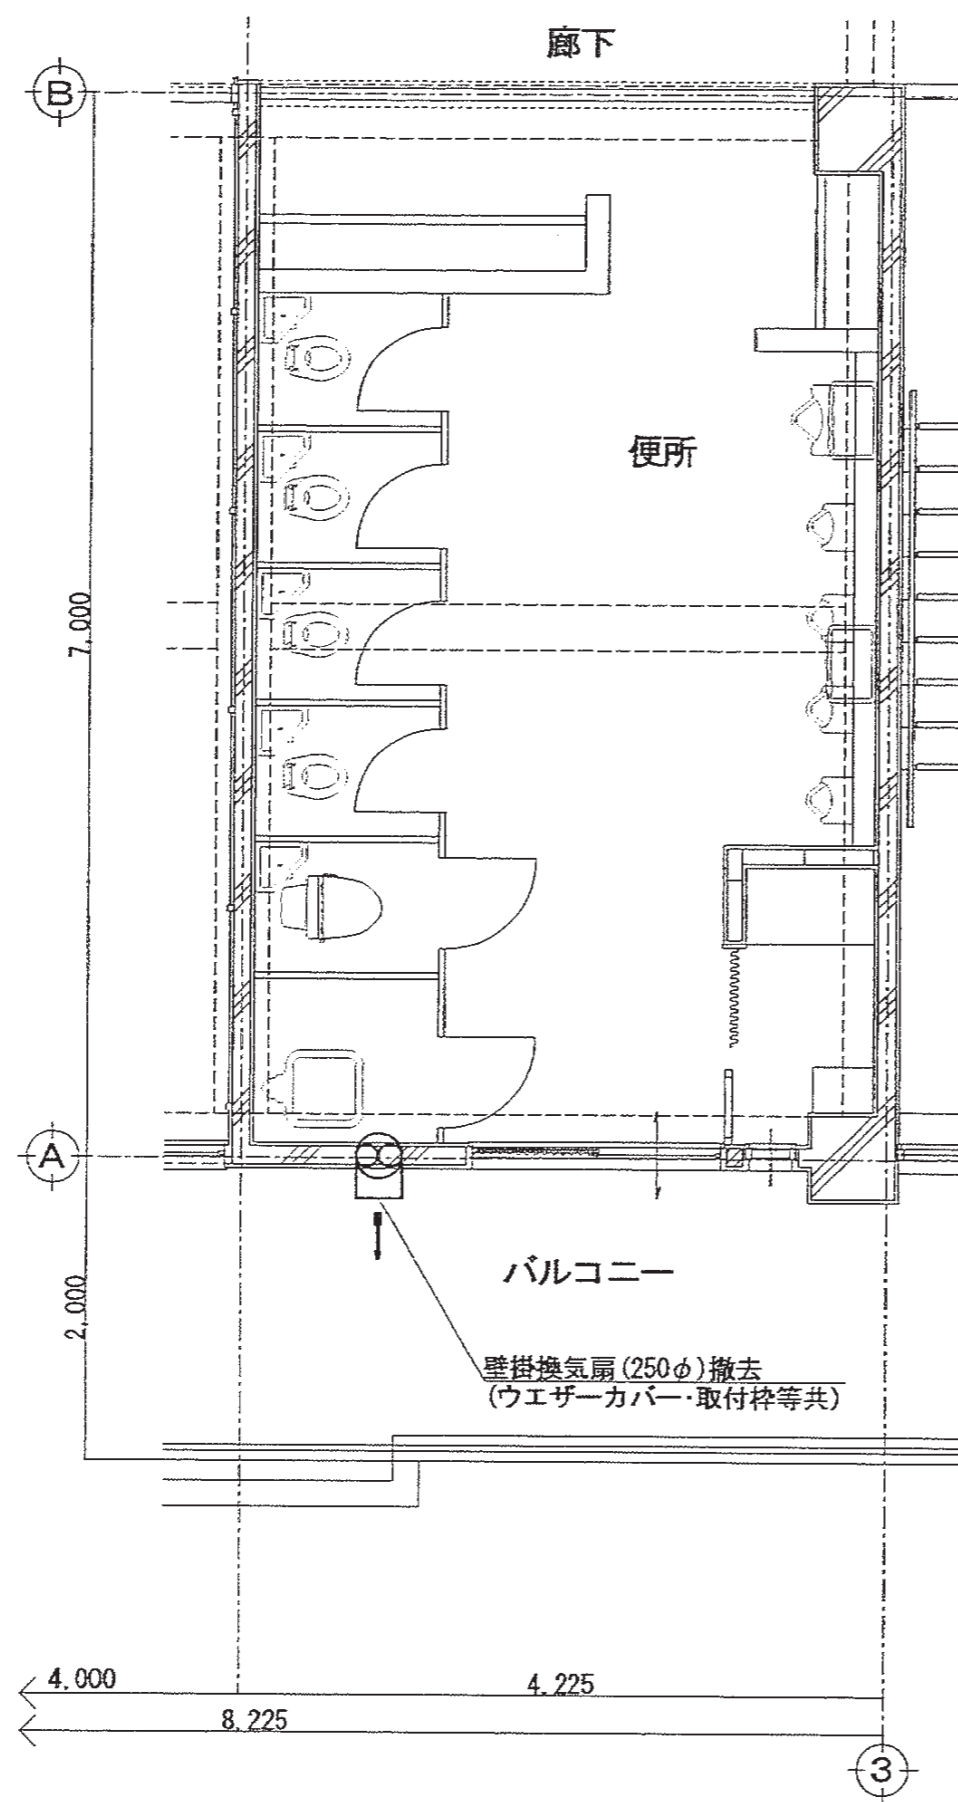 廊下
B
便所
7,000
A
バルコニー
2,000
壁掛換気扇(250φ)撤去
(ウエザーカバー・取付枠等共)
4,000
4,225
8,225
3